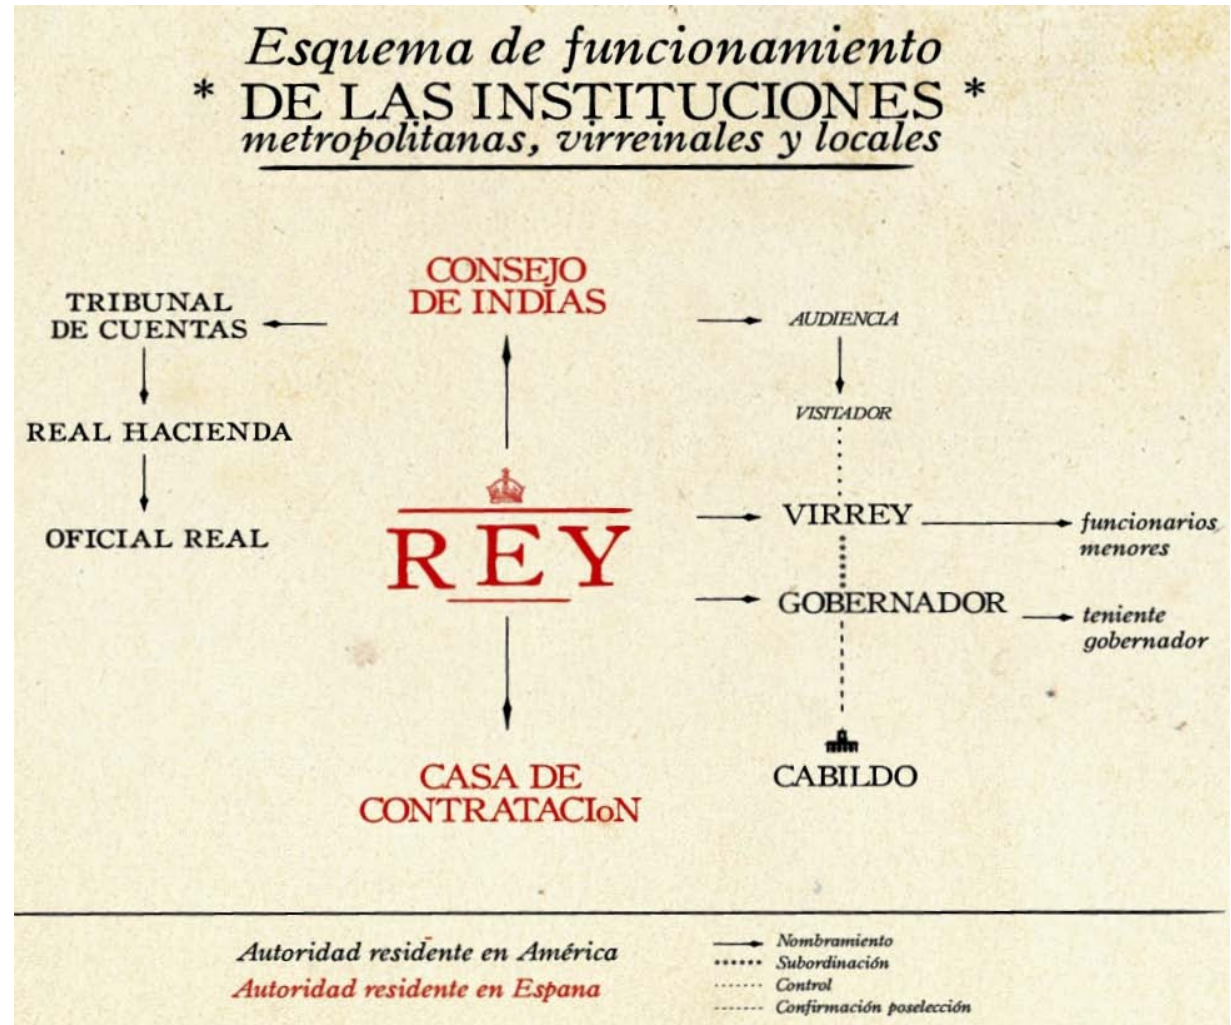 Esquema de funcionamiento
* DE LAS INSTITUCIONES *
metropolitanas, virreinales y locales
CONSEJO
DE INDIAS
TRIBUNAL
DE CUENTAS
AUDIENCIA
VISITADOR
REAL HACIENDA
OFICIAL REAL
REY
VIRREY
funcionarios
menores
GOBERNADOR
teniente
gobernador
CASA DE
CONTRATACIoN
CABILDO
Autoridad residente en América
Autoridad residente en Espana
Nombramiento
Subordinación
Control
Confirmación poselección